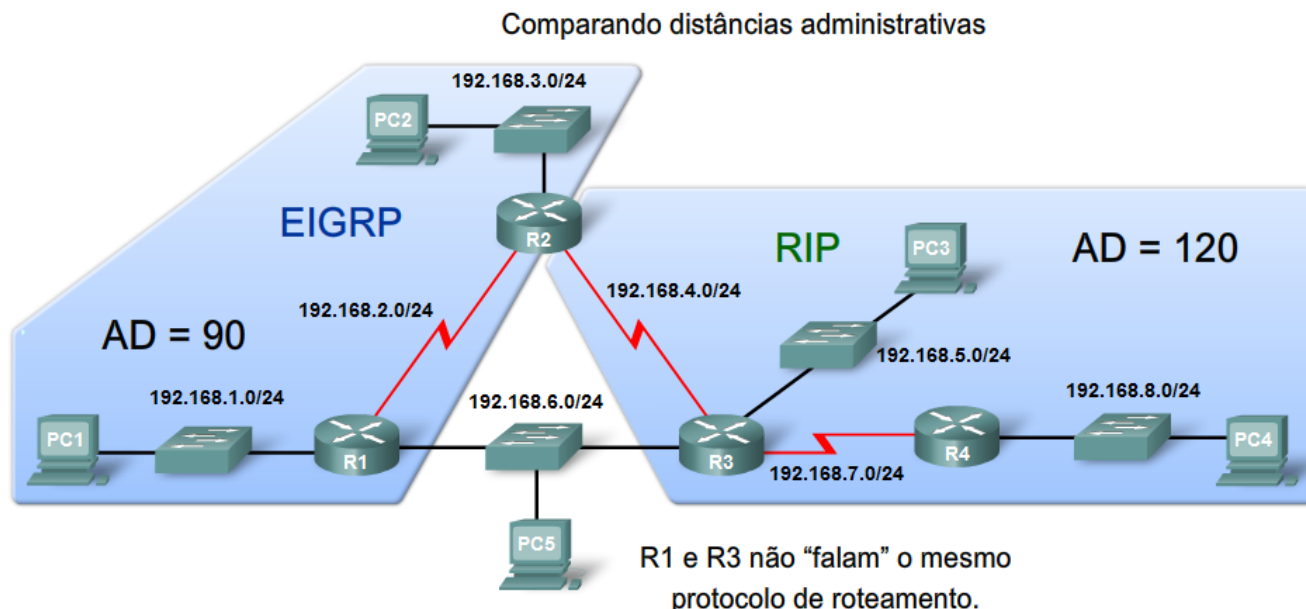 Comparando distâncias administrativas
192.168.3.0/24
PC2
EIGRP
R2
RIP
PC3
AD = 120
192.168.2.0/24
192.168.4.0/24
AD = 90
192.168.5.0/24
192.168.1.0/24
192.168.6.0/24
192.168.8.0/24
PC1
R1
R3
R4
PC4
192.168.7.0/24
PC5
R1 e R3 não “falam” o mesmo
protocolo de roteamento.